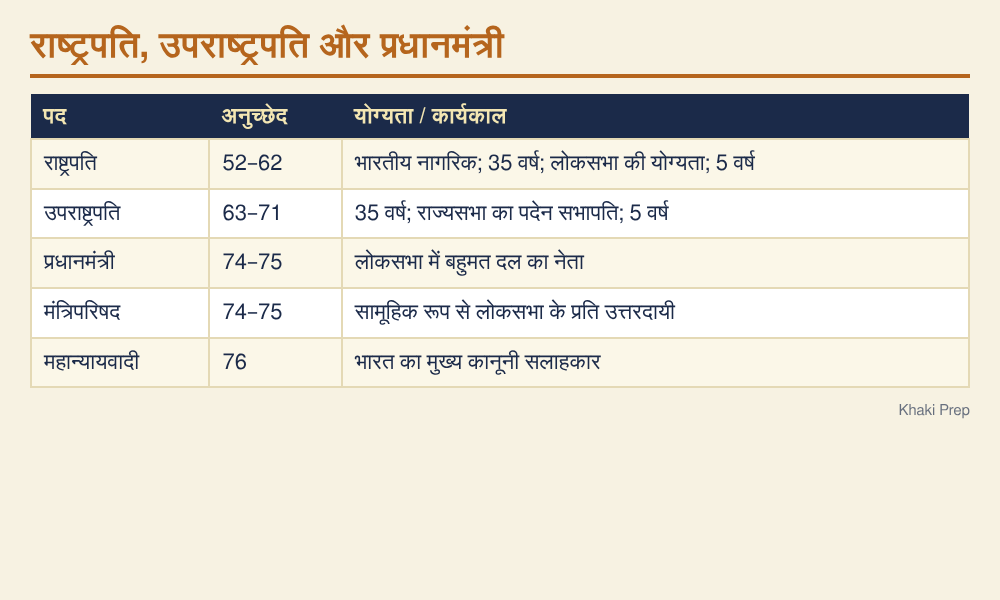 राष्ट्रपति, उपराष्ट्रपति और प्रधानमंत्री
पद अनुच्छेद योग्यता / कार्यकाल
राष्ट्रपति 52–62 भारतीय नागरिक; 35 वर्ष; लोकसभा की योग्यता; 5 वर्ष
उपराष्ट्रपति 63–71 35 वर्ष; राज्यसभा का पदेन सभापति; 5 वर्ष
प्रधानमंत्री 74–75 लोकसभा में बहुमत दल का नेता
मंत्रिपरिषद 74–75 सामूहिक रूप से लोकसभा के प्रति उत्तरदायी
महान्यायवादी 76 भारत का मुख्य कानूनी सलाहकार
Khaki Prep